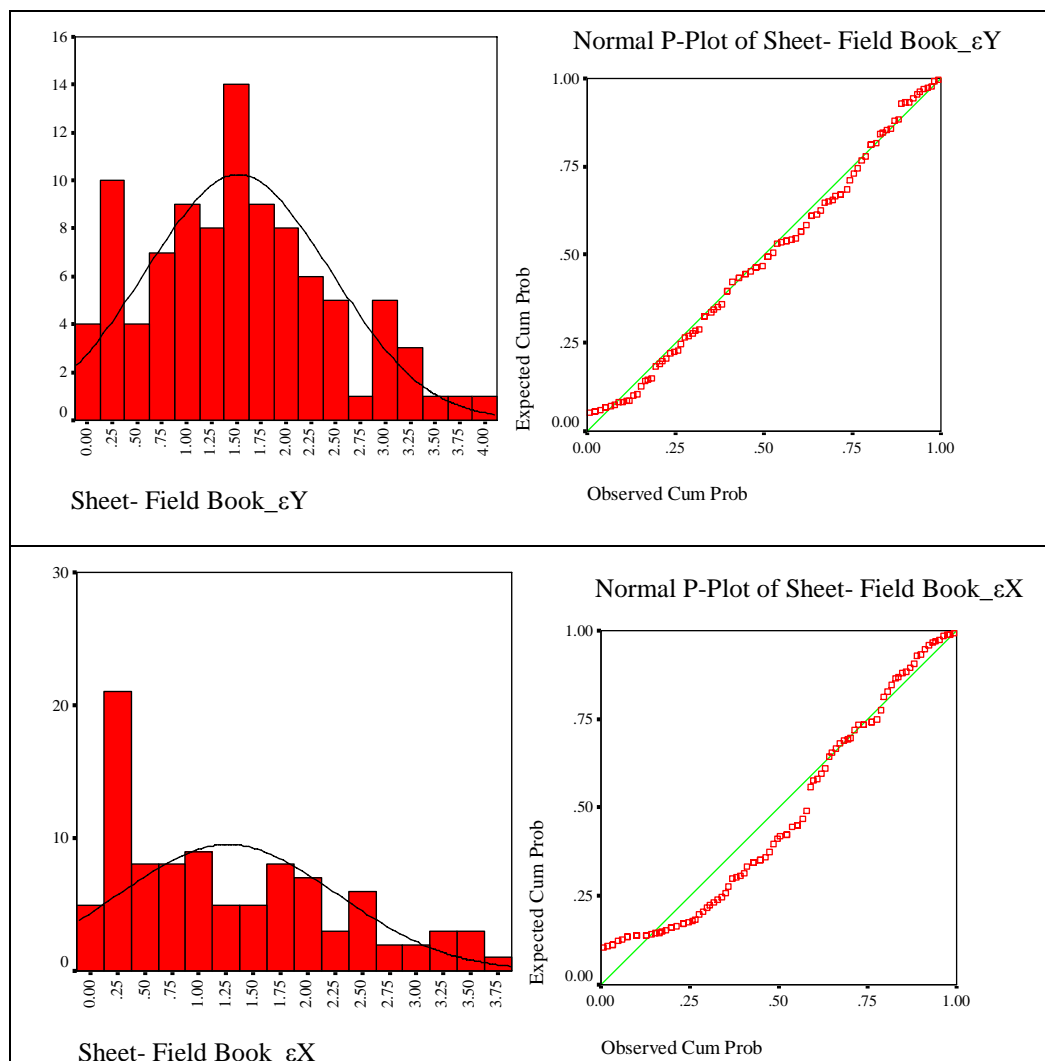 Normal P-Plot of Sheet- Field Book_εY
16
14
12
10
8
6
4
2
0
0.00 .25 .50 .75 1.00 1.25 1.50 1.75 2.00 2.25 2.50 2.75 3.00 3.25 3.50 3.75 4.00
Sheet- Field Book_εY
Expected Cum Prob
1.00
.75
.50
.25
0.00
0.00 .25 .50 .75 1.00
Observed Cum Prob
Normal P-Plot of Sheet- Field Book_εX
30
20
10
0
0.00 .25 .50 .75 1.00 1.25 1.50 1.75 2.00 2.25 2.50 2.75 3.00 3.25 3.50 3.75
Sheet- Field Book_εX
Expected Cum Prob
1.00
.75
.50
.25
0.00
0.00 .25 .50 .75 1.00
Observed Cum Prob